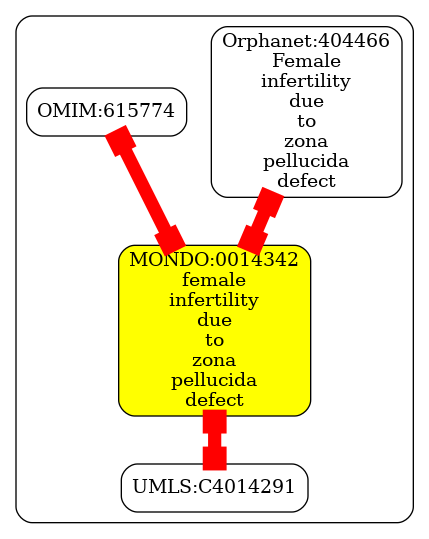 Orphanet:404466
Female
infertility
due
to
zona
pellucida
defect
OMIM:615774
MONDO:0014342
female
infertility
due
to
zona
pellucida
defect
UMLS:C4014291